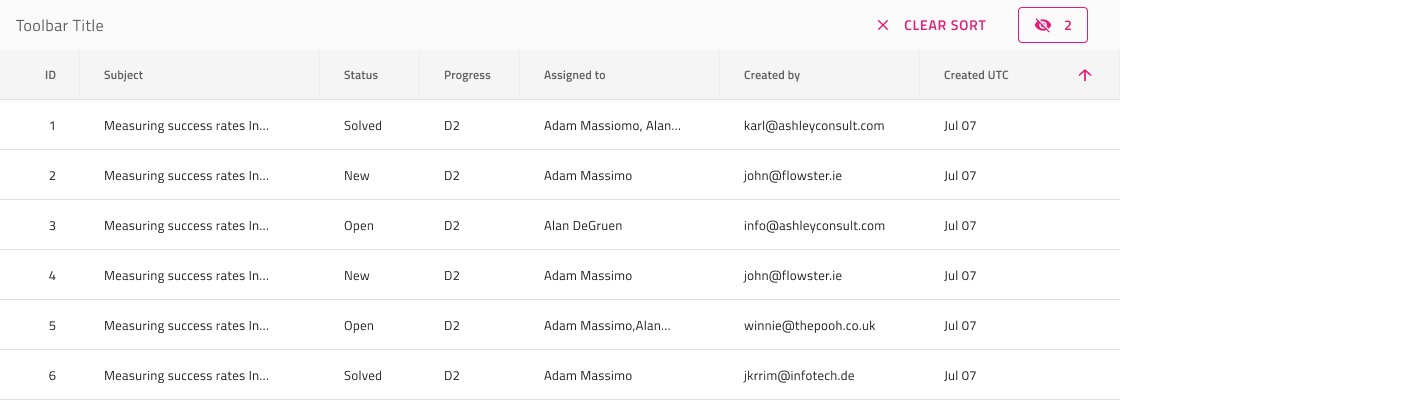 Toolbar Title CLEAR SORT 2
ID Subject Status Progress Assigned to Created by Created UTC
1 Measuring success rates In... Solved D2 Adam Massiomo, Alan... karl@ashleyconsult.com Jul 07
2 Measuring success rates In... New D2 Adam Massimo john@flowster.ie Jul 07
3 Measuring success rates In... Open D2 Alan DeGruen info@ashleyconsult.com Jul 07
4 Measuring success rates In... New D2 Adam Massimo john@flowster.ie Jul 07
5 Measuring success rates In... Open D2 Adam Massimo,Alan... winnie@thepooh.co.uk Jul 07
6 Measuring success rates In... Solved D2 Adam Massimo jkrrim@infotech.de Jul 07